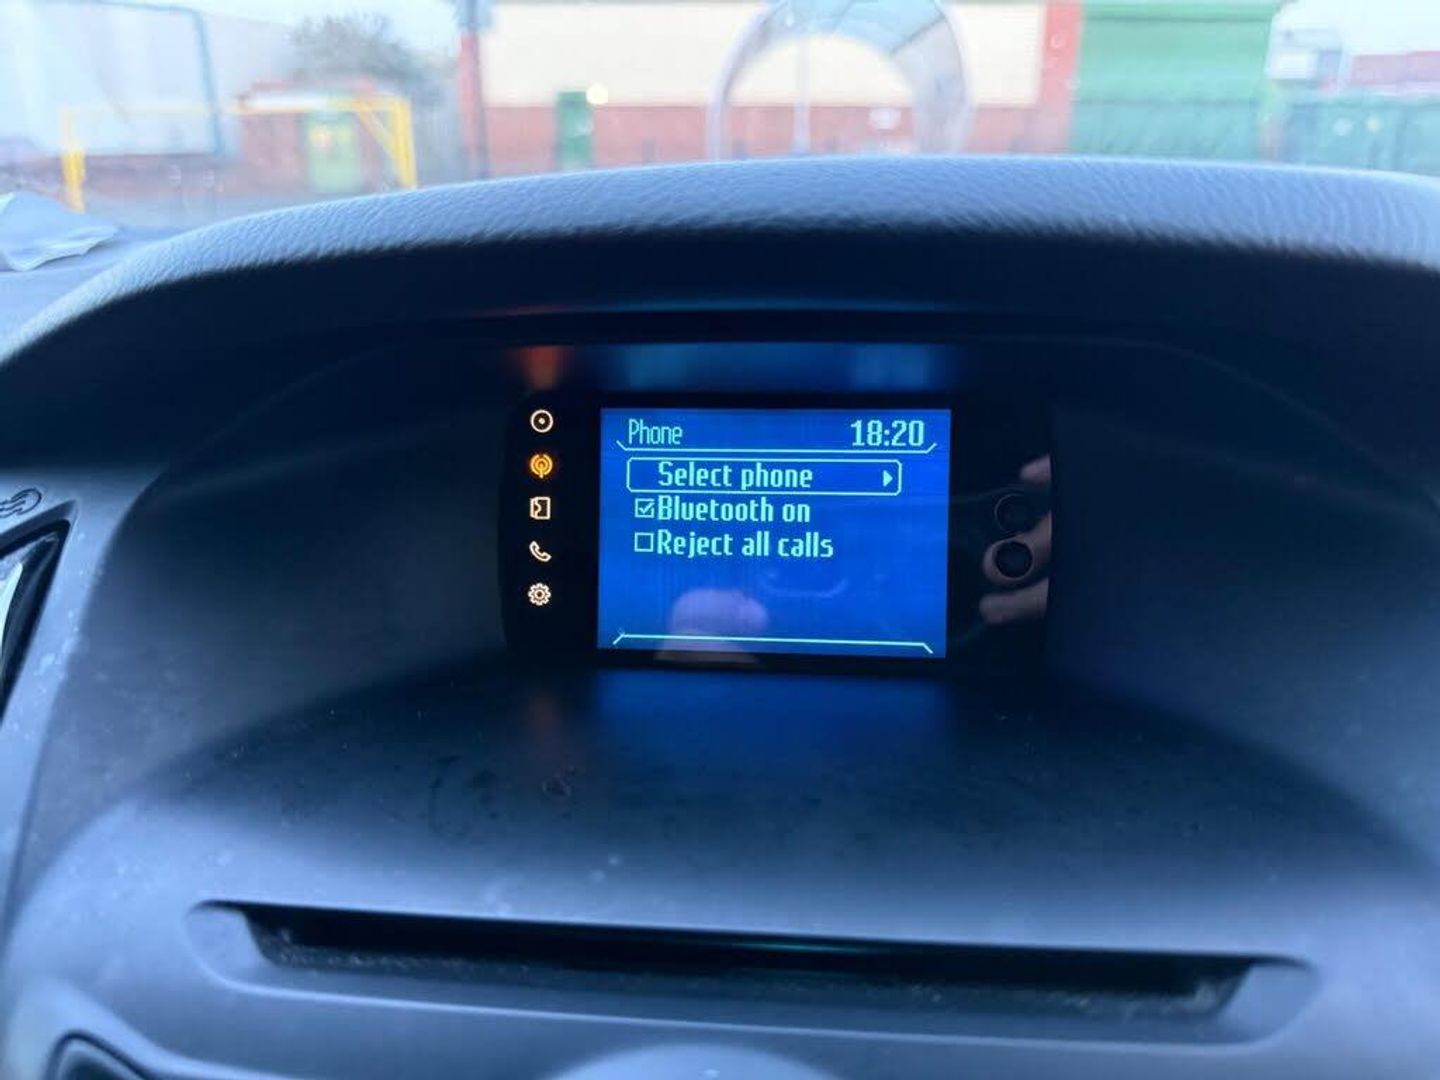 Phone 18:20
Select phone
Bluetooth on
Reject all calls